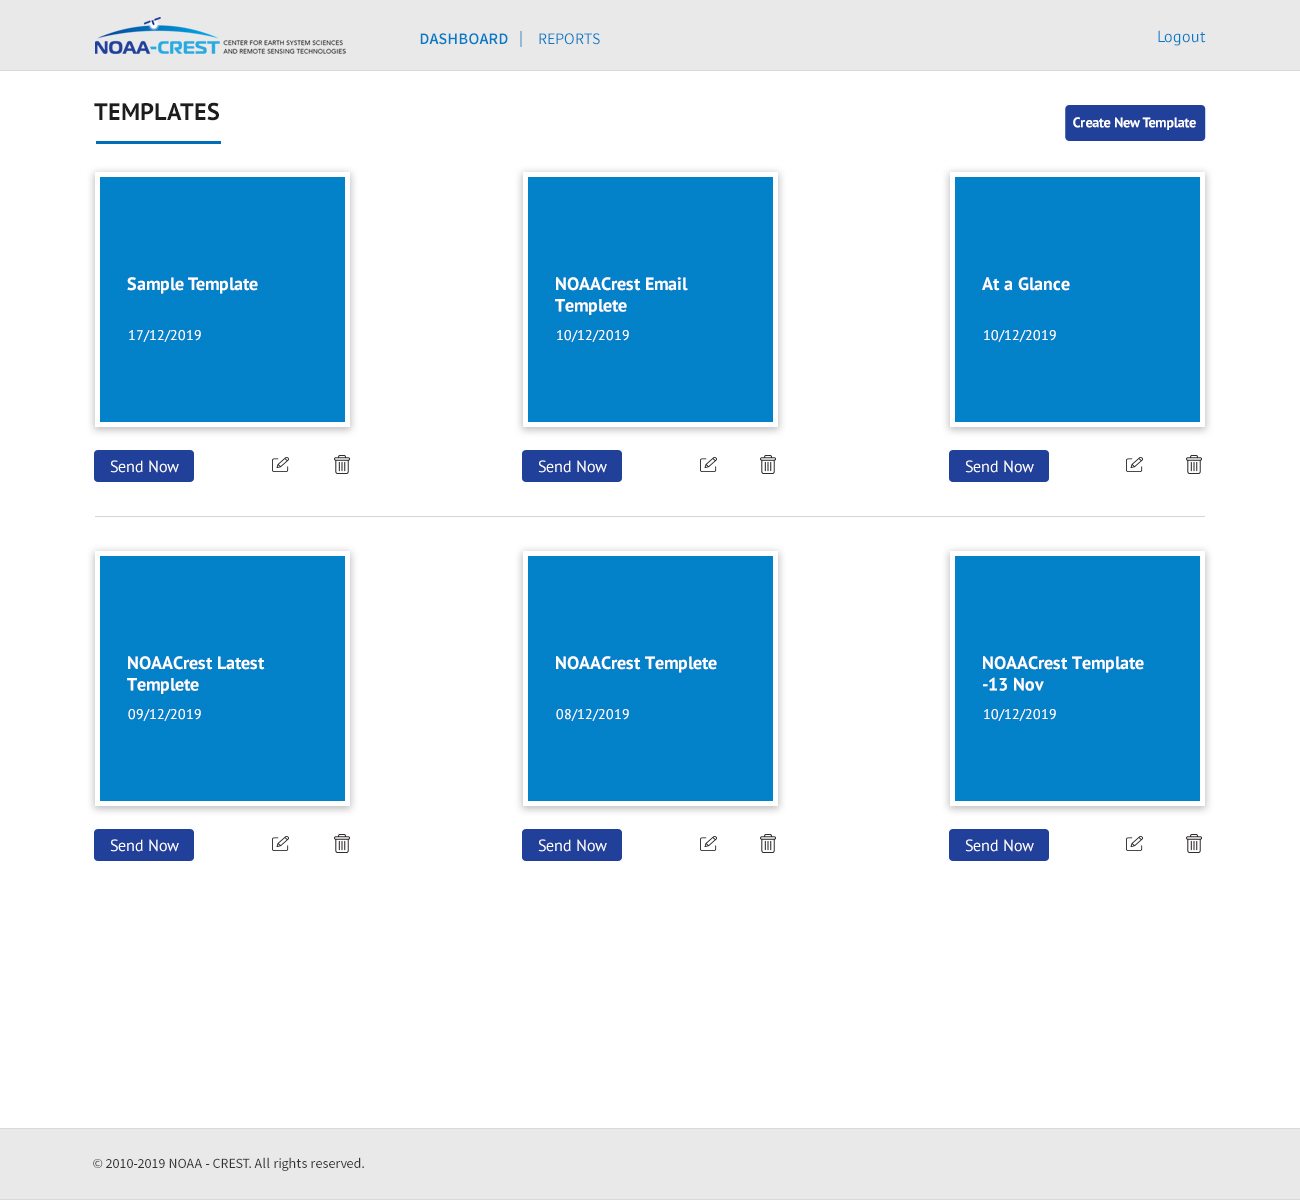 NOAA-CREST CENTER FOR EARTH SYSTEM SCIENCES
AND REMOTE SENSING TECHNOLOGIES
DASHBOARD | REPORTS
Logout
TEMPLATES
Create New Template
Sample Template
17/12/2019
NOAACrest Email
Templete
10/12/2019
At a Glance
10/12/2019
Send Now
Send Now
Send Now
NOAACrest Latest
Templete
09/12/2019
NOAACrest Templete
08/12/2019
NOAACrest Template
-13 Nov
10/12/2019
Send Now
Send Now
Send Now
© 2010-2019 NOAA - CREST. All rights reserved.